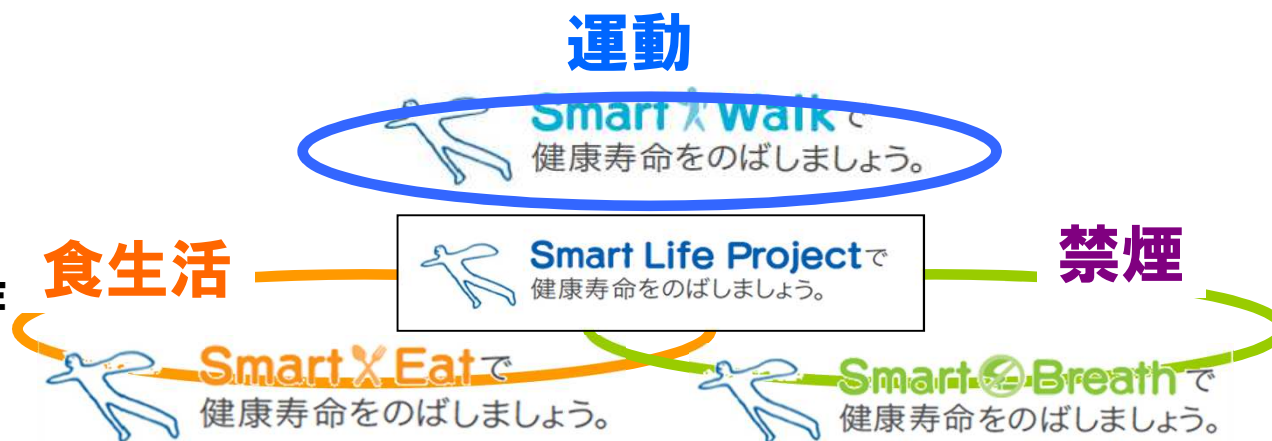 運動
Smart Walkで
健康寿命をのばしましょう。
食生活
禁煙
Smart Life Projectで
健康寿命をのばしましょう。
Smart Eatで
健康寿命をのばしましょう。
Smart Breathで
健康寿命をのばしましょう。